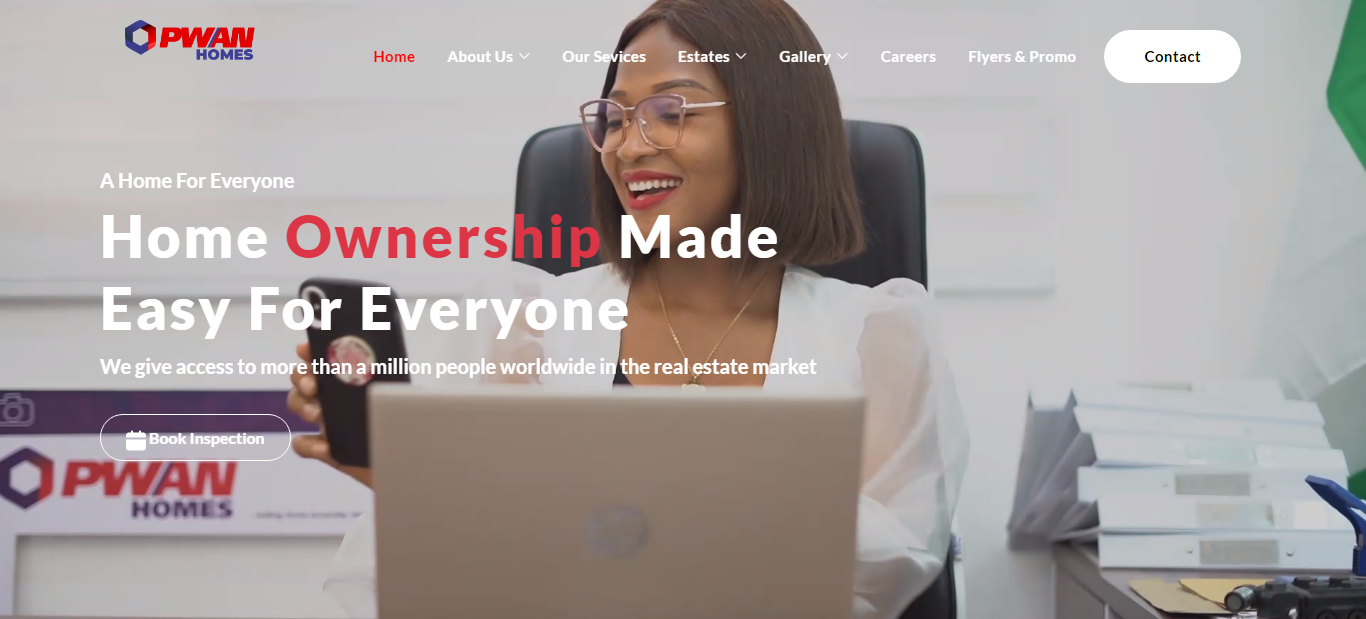 PWAN
HOMES
Home About Us Our Sevices Estates Gallery Careers Flyers & Promo Contact
A Home For Everyone
Home Ownership Made
Easy For Everyone
We give access to more than a million people worldwide in the real estate market
Book Inspection
PWAN
HOMES